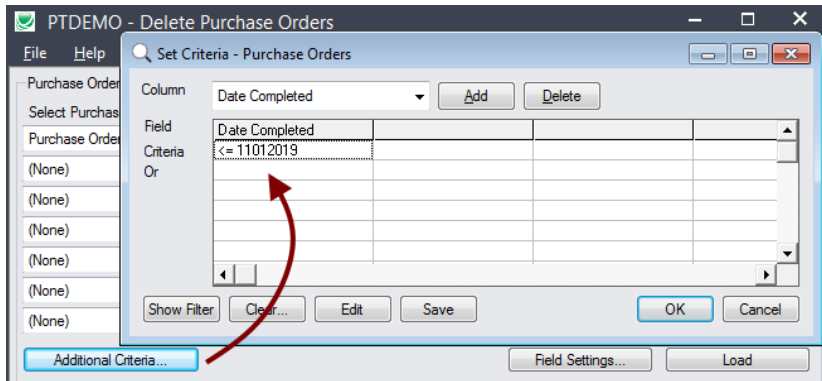 PTDEMO - Delete Purchase Orders
File Help
Set Criteria - Purchase Orders
Purchase Order
Select Purchas
Purchase Order
(None)
(None)
(None)
(None)
(None)
(None)
Column Date Completed Add Delete
Field Date Completed
Criteria <= 11012019
Or
Show Filter Clear... Edit Save OK Cancel
Additional Criteria... Field Settings... Load